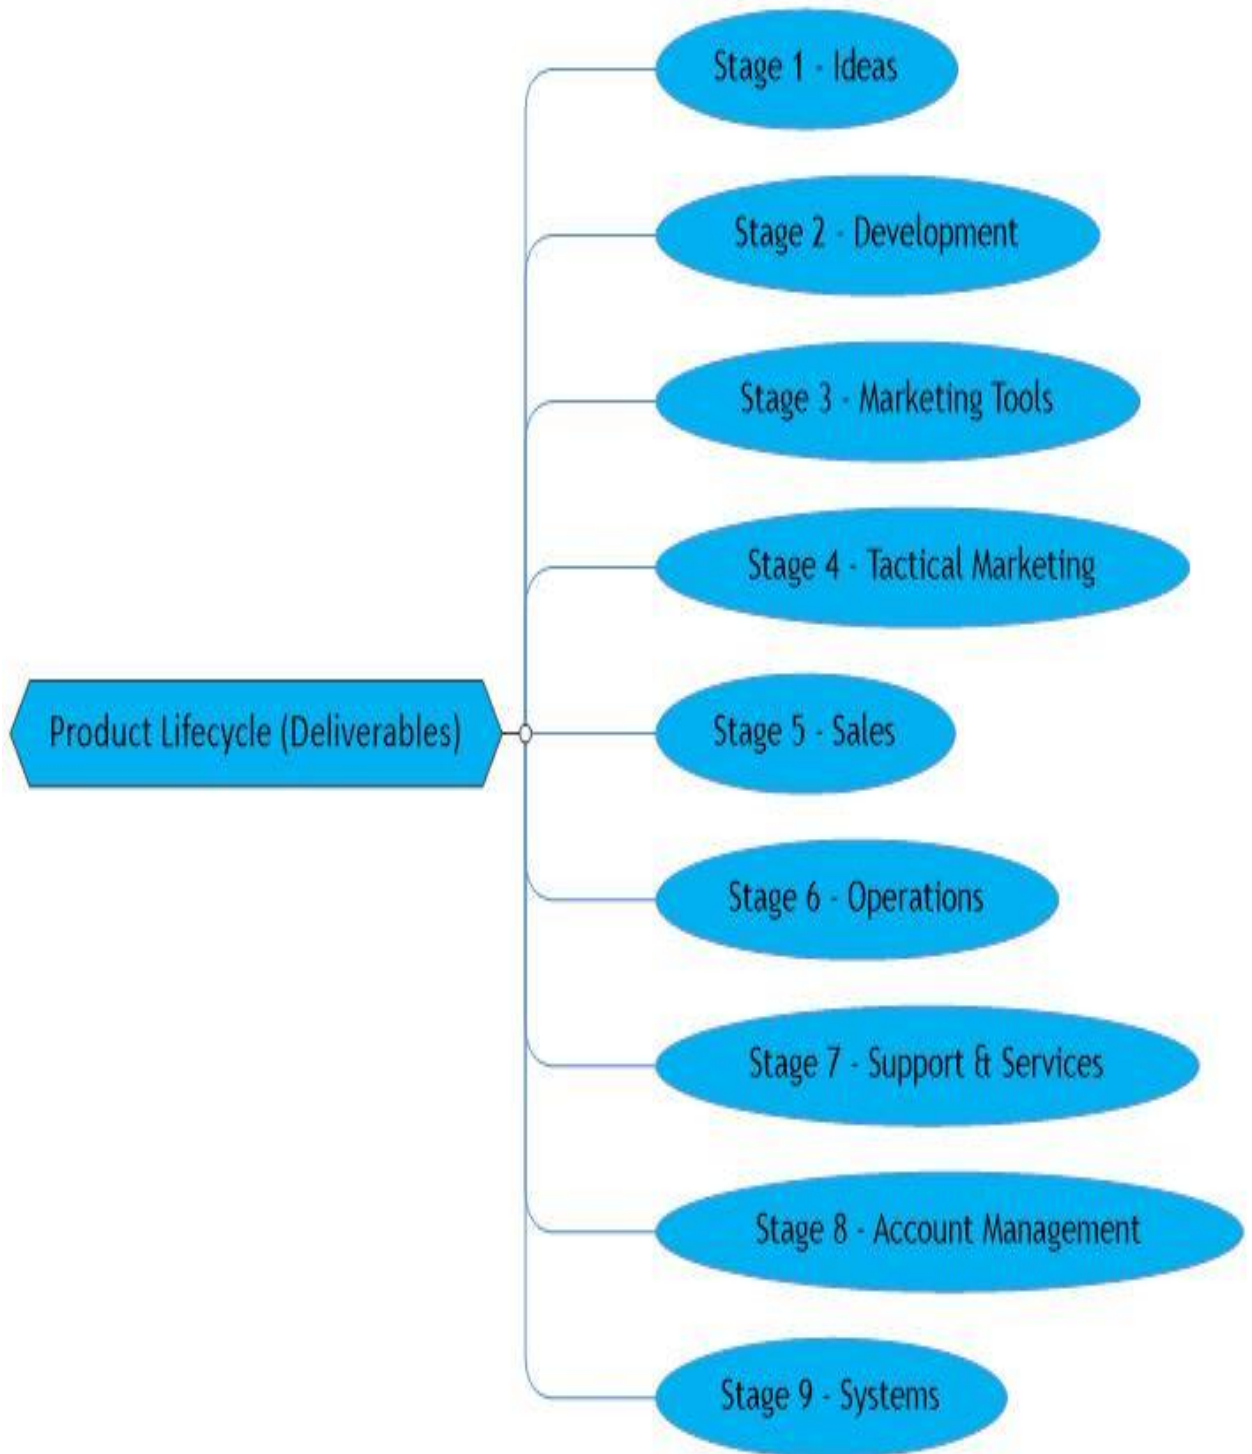 Stage 1 - Ideas
Stage 2 - Development
Stage 3 - Marketing Tools
Stage 4 - Tactical Marketing
Product Lifecycle (Deliverables)
Stage 5 - Sales
Stage 6 - Operations
Stage 7 - Support & Services
Stage 8 - Account Management
Stage 9 - Systems